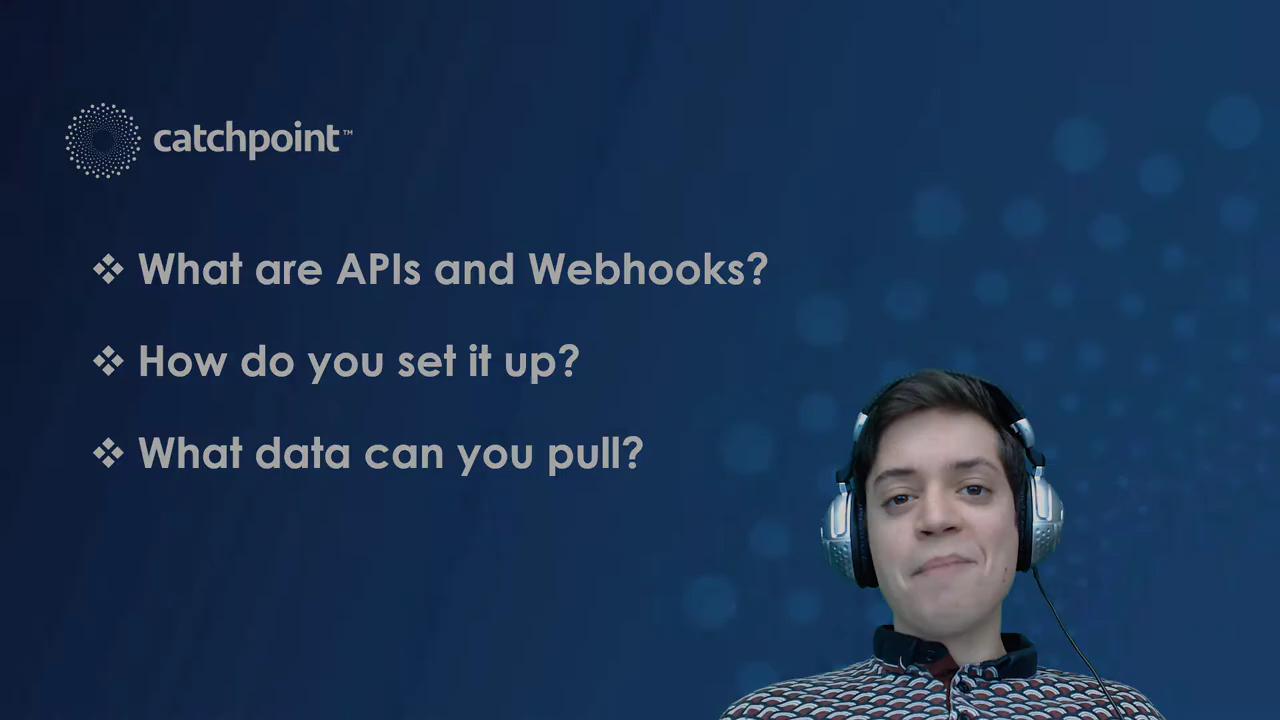 catchpoint™
❖ What are APIs and Webhooks?
❖ How do you set it up?
❖ What data can you pull?